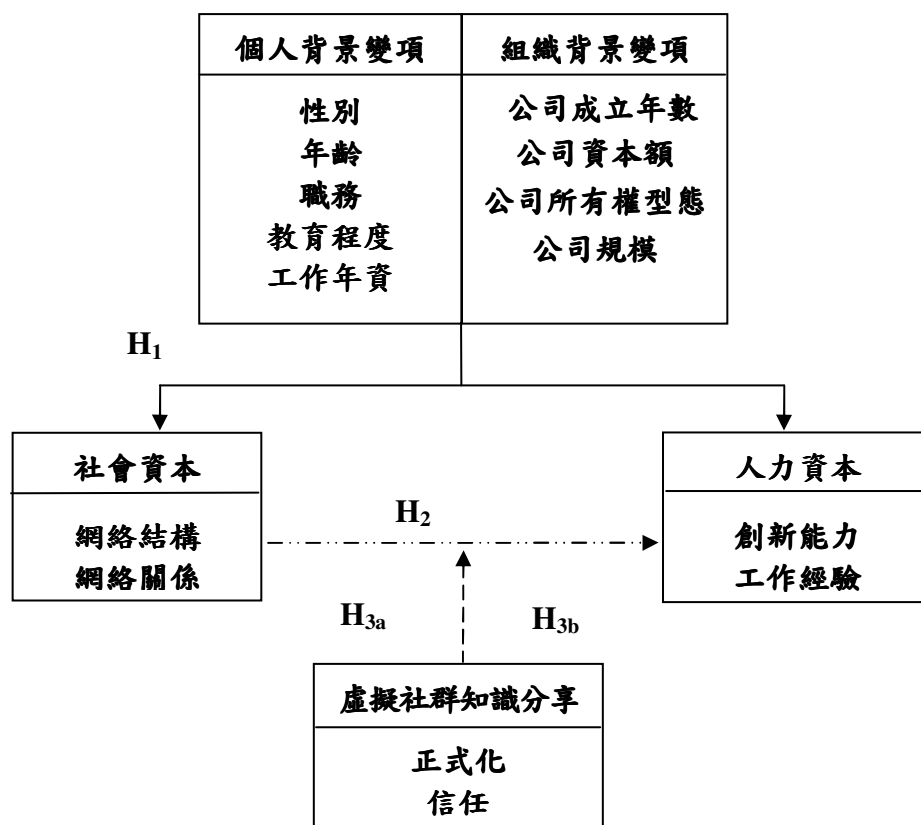 個人背景變項
性別
年齡
職務
教育程度
工作年資
組織背景變項
公司成立年數
公司資本額
公司所有權型態
公司規模
H1
社會資本
網絡結構
網絡關係
H2
人力資本
創新能力
工作經驗
H3a
H3b
虛擬社群知識分享
正式化
信任